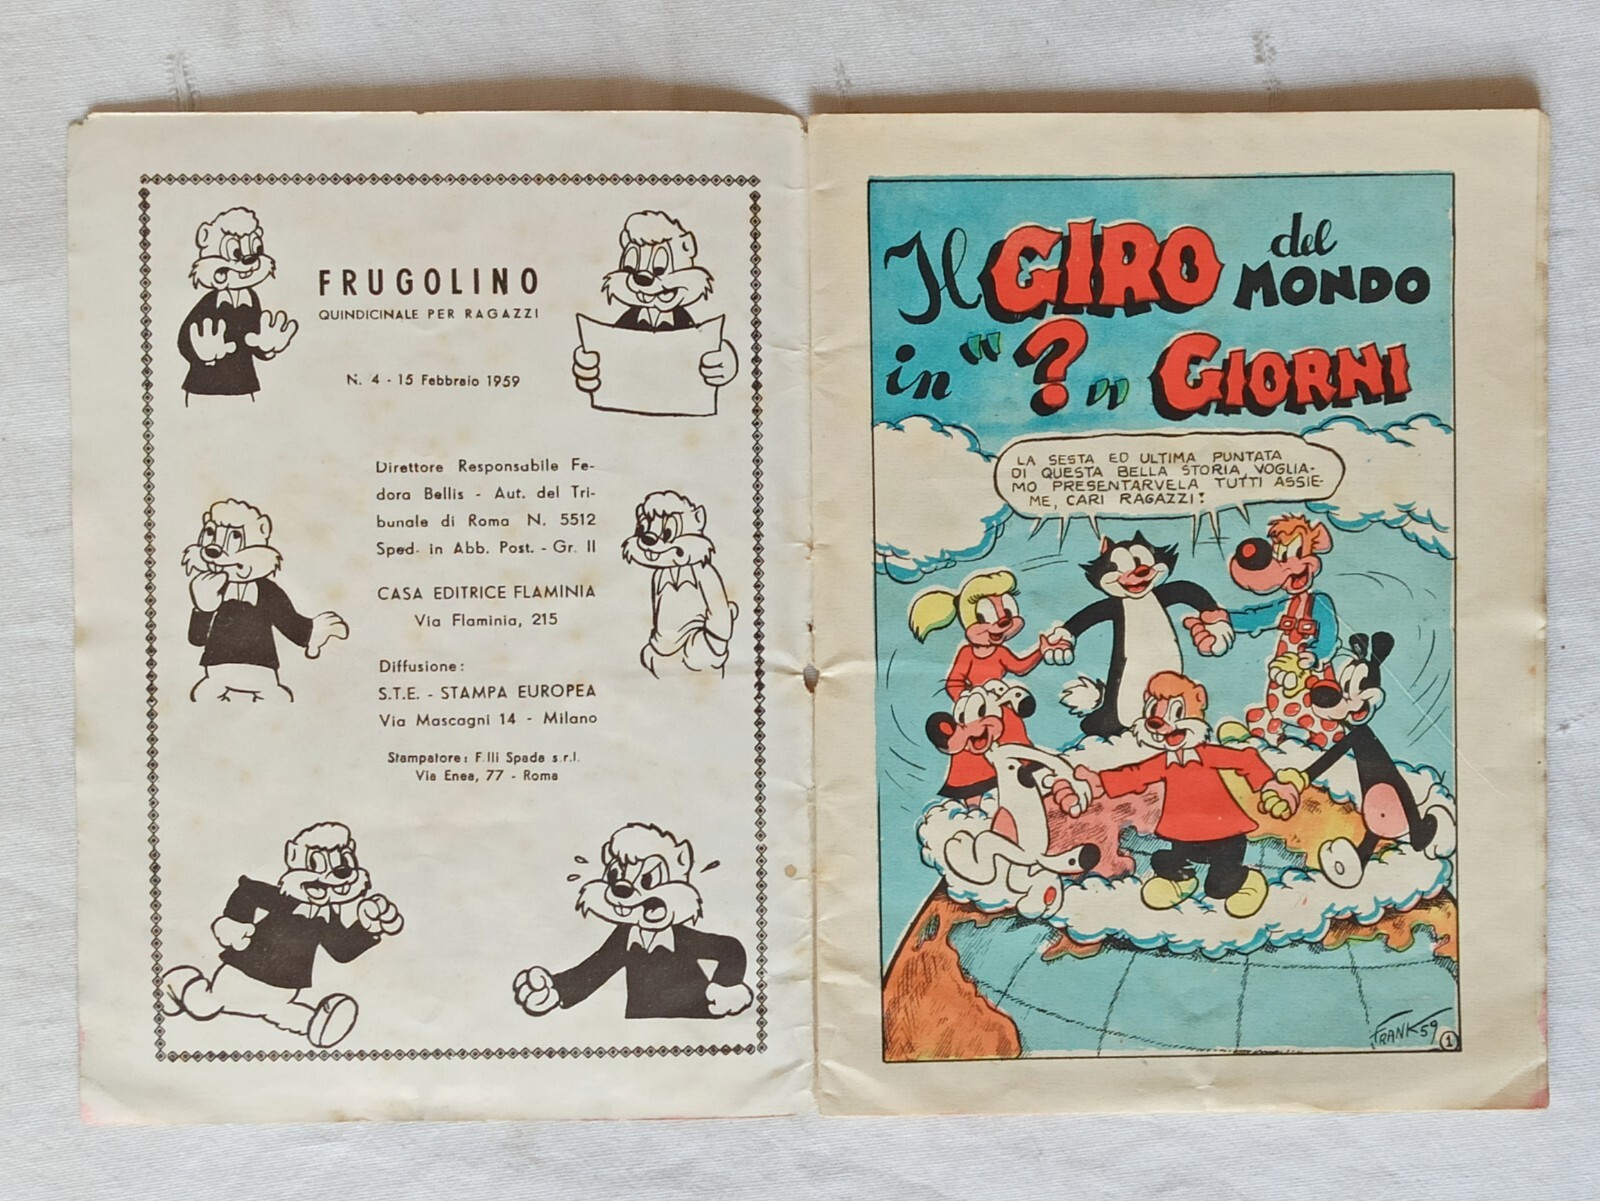 FRUGOLINO
QUINDICINALE PER RAGAZZI
N. 4 - 15 Febbraio 1959
Direttore Responsabile Fe-
dora Bellis - Aut. del Tri-
bunale di Roma N. 5512
Sped. in Abb. Post. - Gr. II
CASA EDITRICE FLAMINIA
Via Flaminia, 215
Diffusione:
S.T.E. - STAMPA EUROPEA
Via Mascagni 14 - Milano
Stampatore: F.lli Spada s.r.l.
Via Enea, 77 - Roma
Il GIRO del MONDO
in "?" GIORNI
LA SESTA ED ULTIMA PUNTATA
DI QUESTA BELLA STORIA, VOGLIA-
MO PRESENTARVELA TUTTI ASSIE-
ME, CARI RAGAZZI!
FRANK 59
1